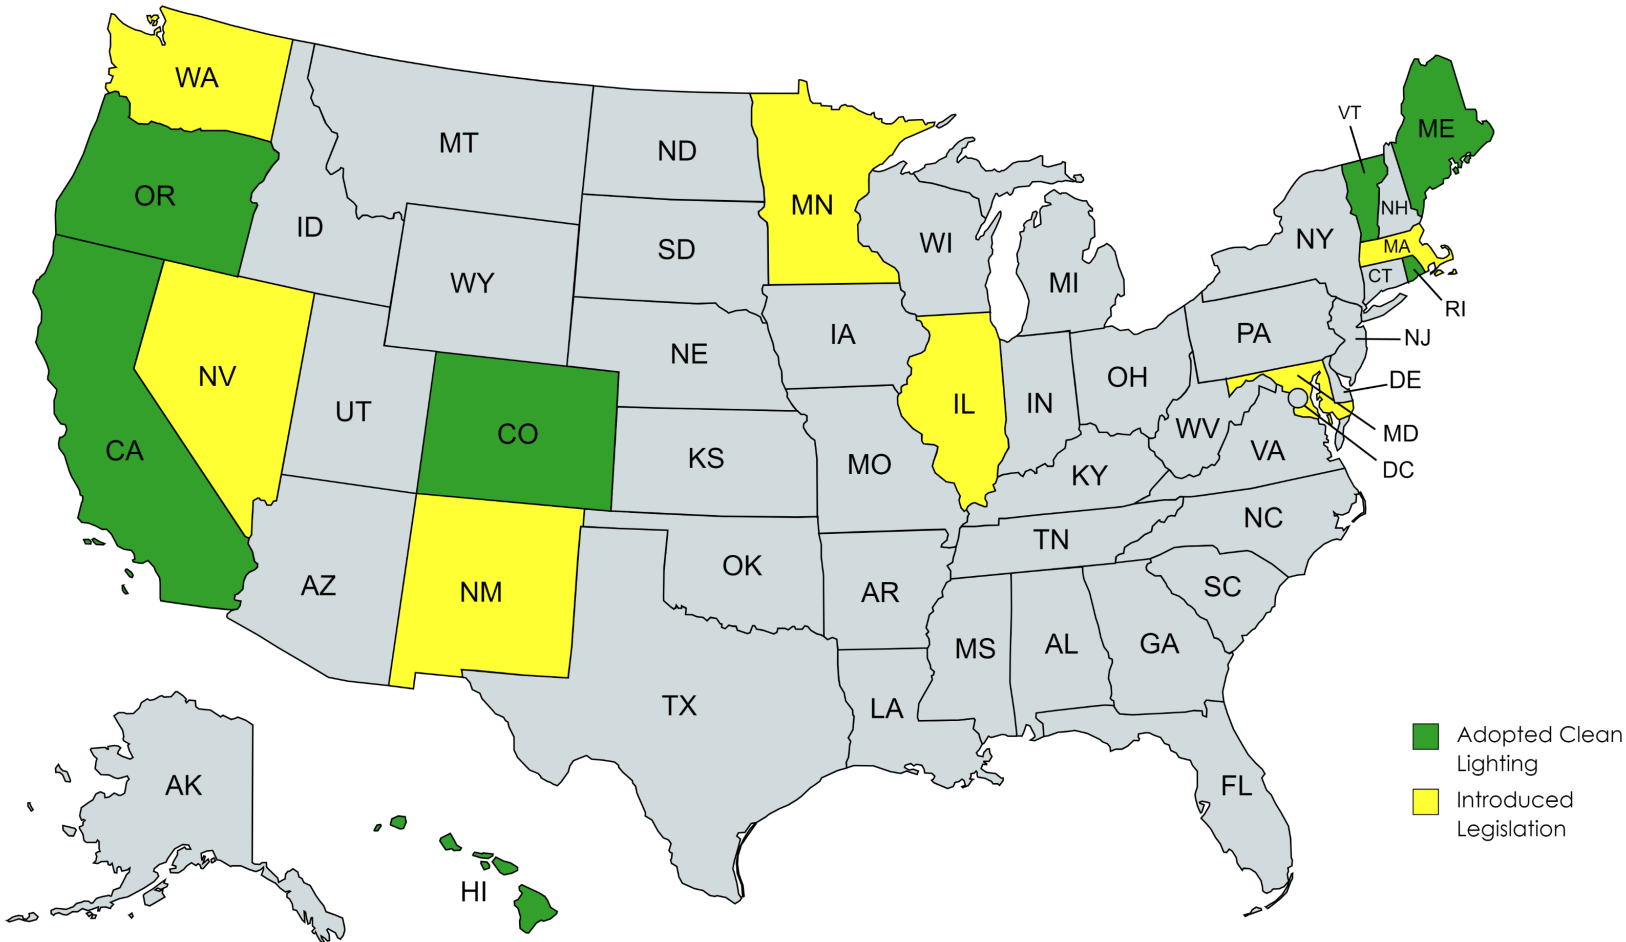 WA
MT
ND
MN
OR
ID
WY
SD
WI
MI
VT
ME
NH
NY
MA
CT
RI
NV
UT
CO
NE
IA
IL
IN
OH
PA
NJ
DE
MD
DC
CA
KS
MO
KY
WV
VA
AZ
NM
OK
AR
TN
NC
SC
TX
LA
MS
AL
GA
FL
AK
HI
Adopted Clean
Lighting
Introduced
Legislation